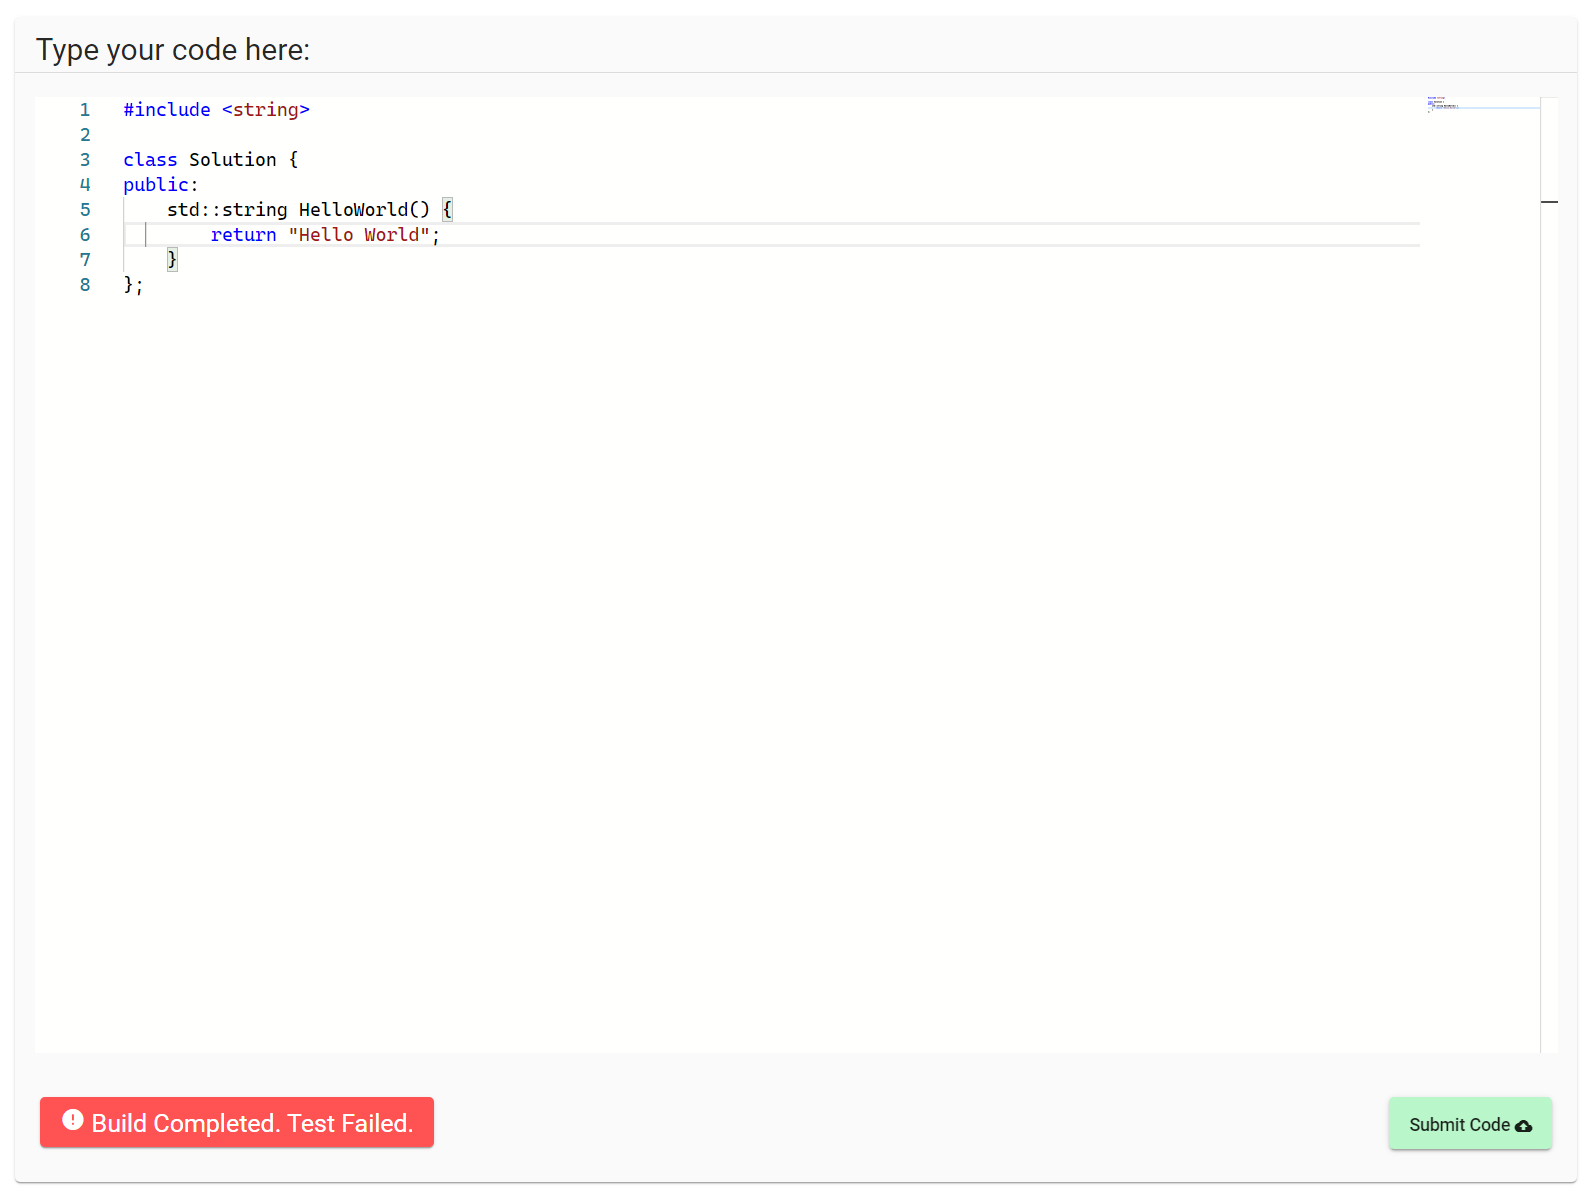 Type your code here:
1 #include <string>
2
3 class Solution {
4 public:
5     std::string HelloWorld() {
6         return "Hello World";
7     }
8 };
Build Completed. Test Failed.
Submit Code